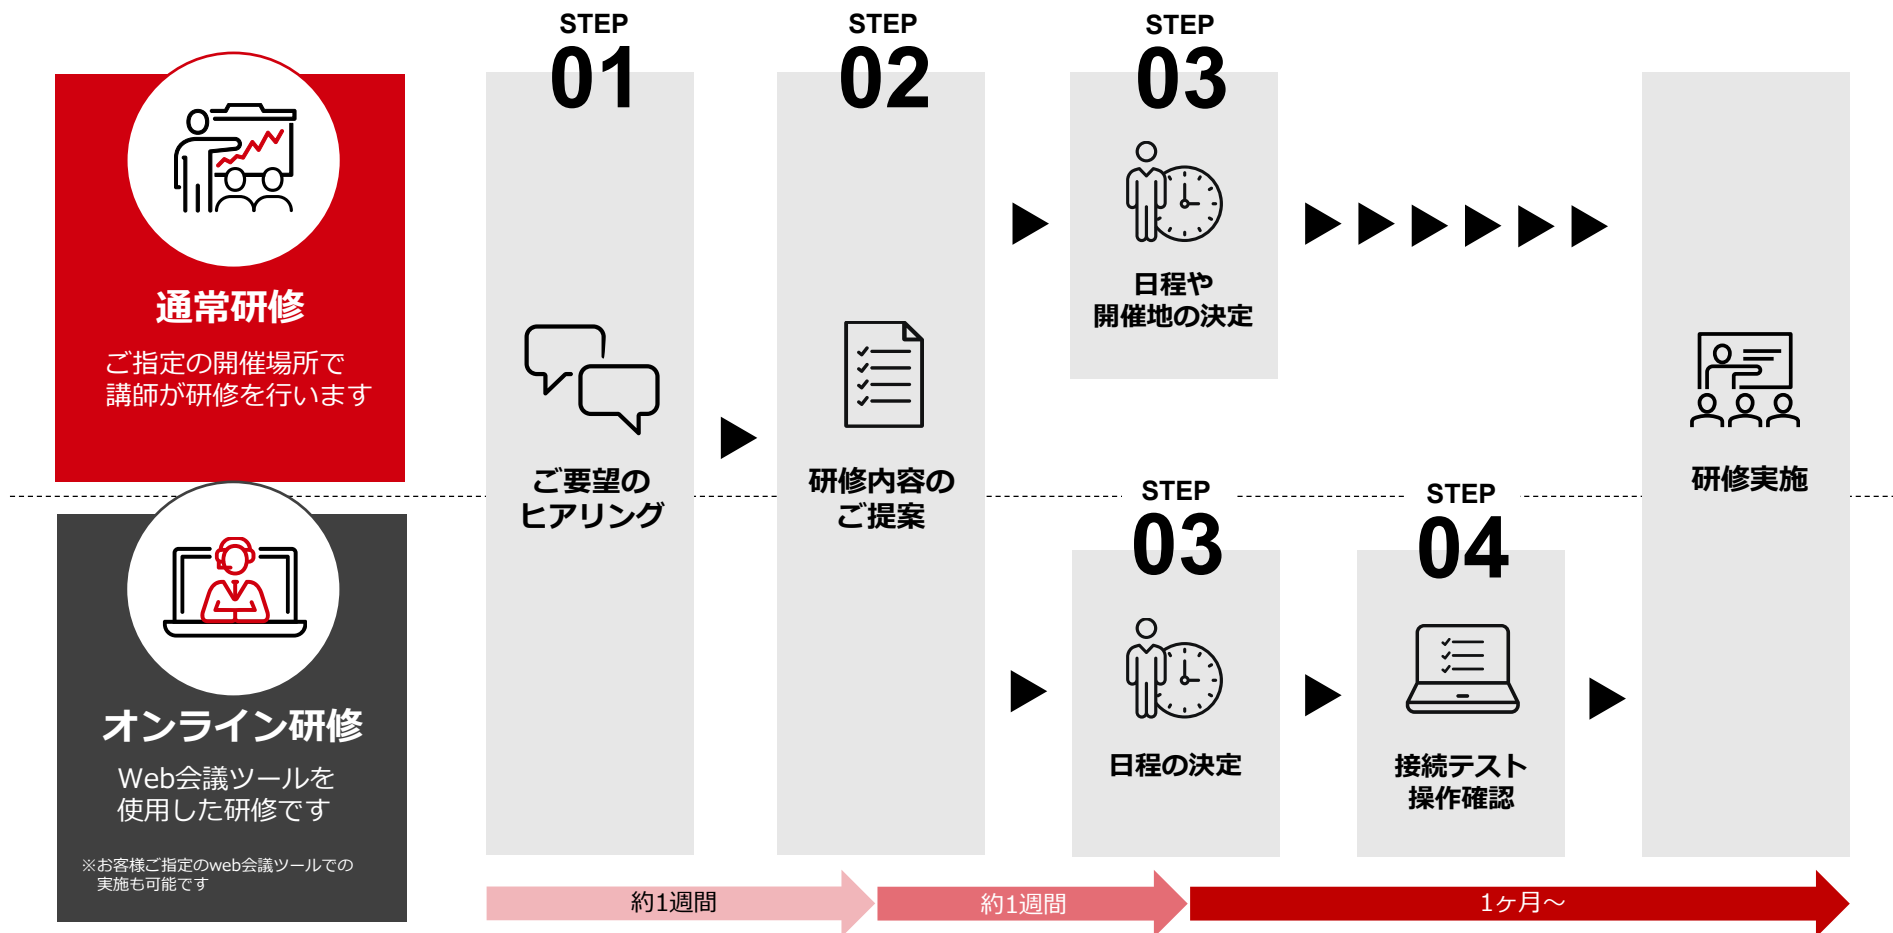 通常研修
ご指定の開催場所で
講師が研修を行います
オンライン研修
Web会議ツールを
使用した研修です
※お客様ご指定のweb会議ツールでの
実施も可能です
STEP
01
ご要望の
ヒアリング
STEP
02
研修内容の
ご提案
STEP
03
日程や
開催地の決定
STEP
03
日程の決定
STEP
04
接続テスト
操作確認
研修実施
約1週間
約1週間
1ヶ月～